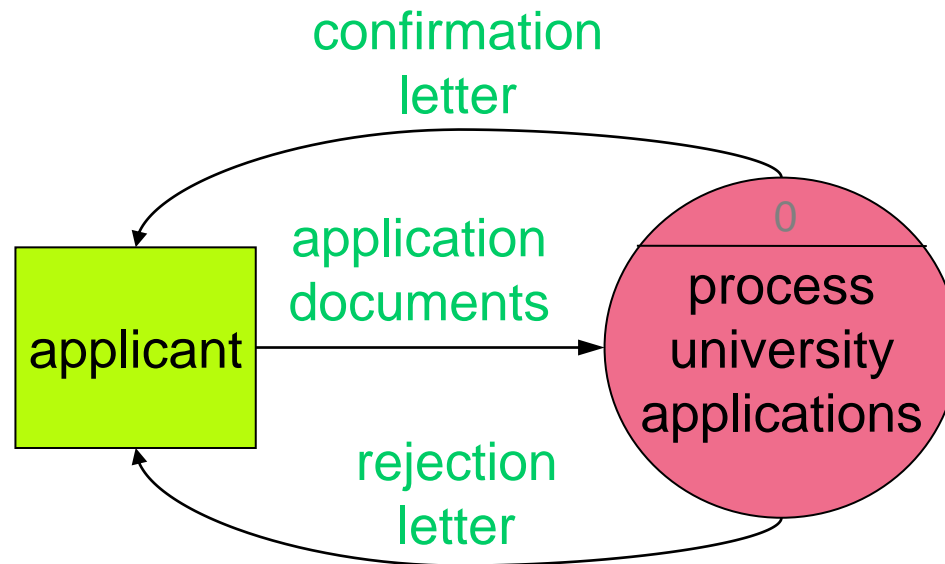 confirmation
letter
application
documents
applicant
0
process
university
applications
rejection
letter